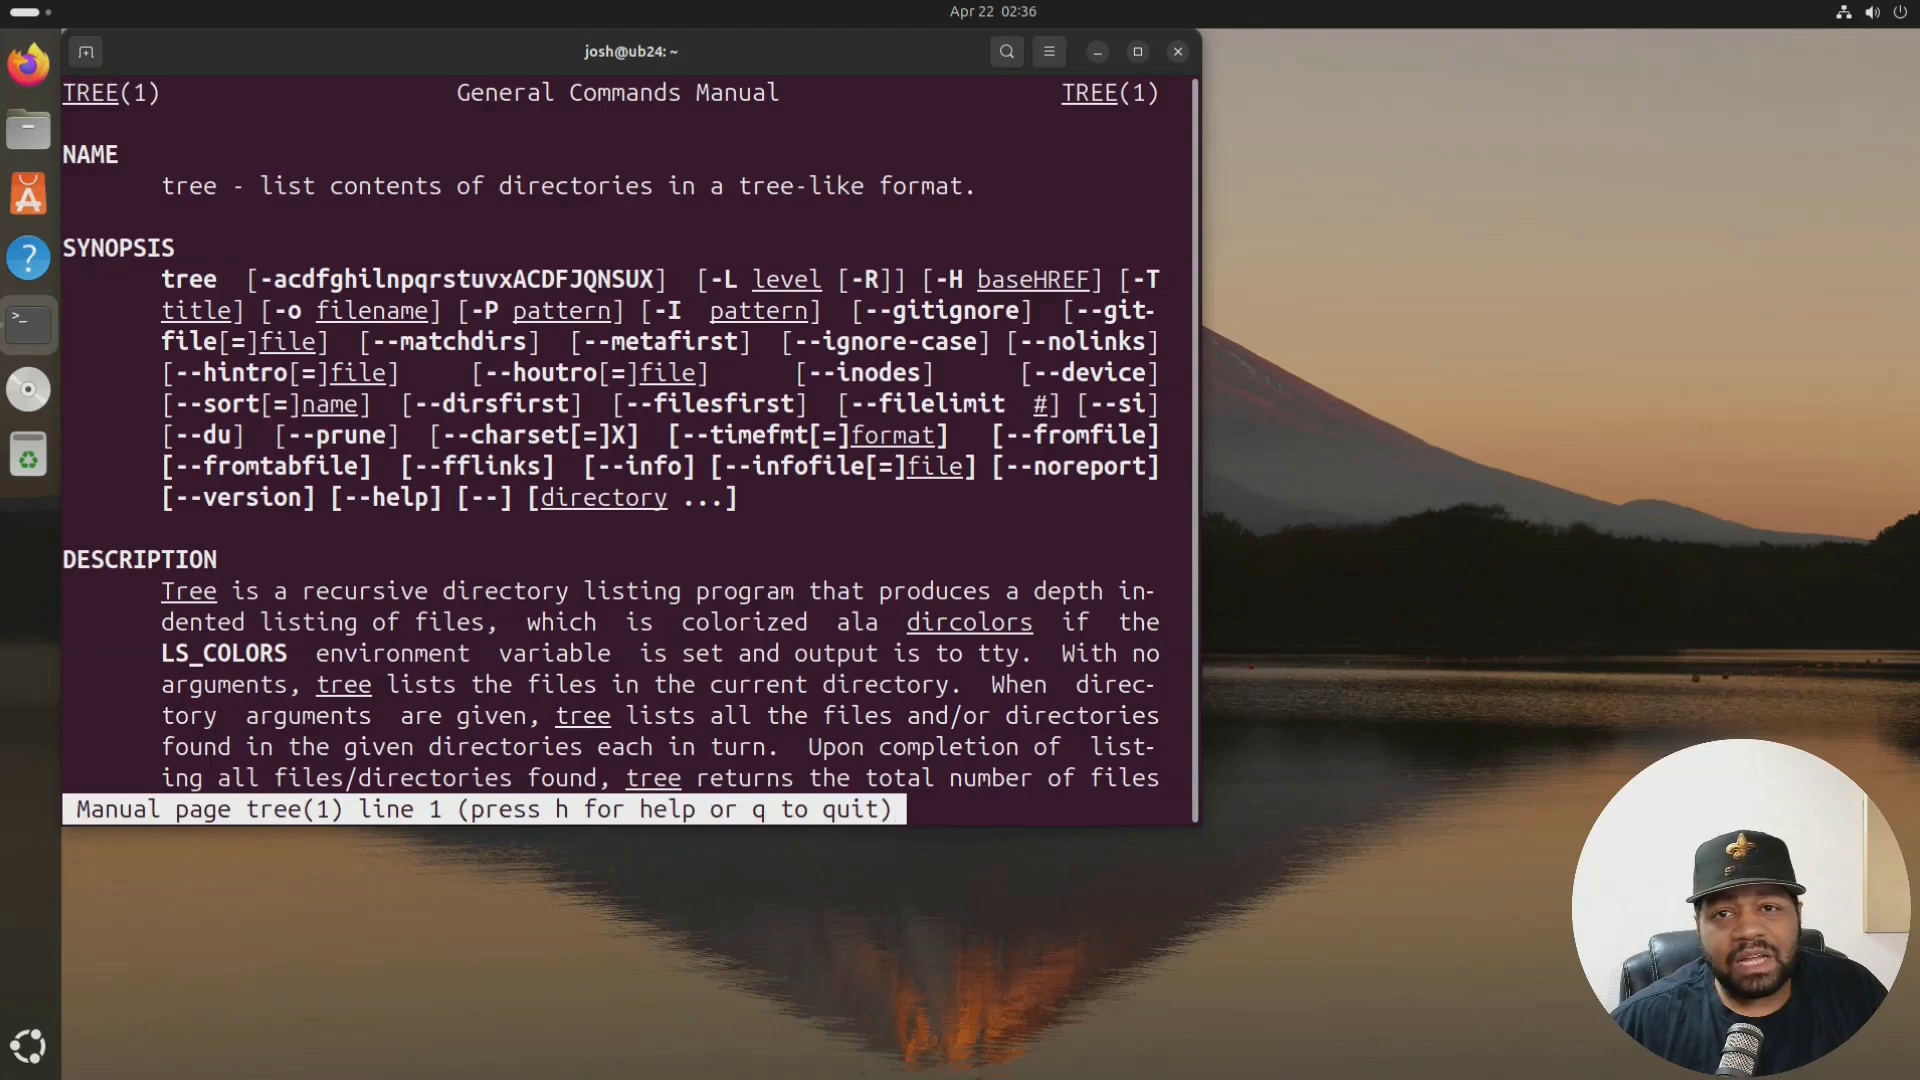 Apr 22 02:36
josh@ub24: ~
TREE(1) General Commands Manual TREE(1)
NAME
tree - list contents of directories in a tree-like format.
SYNOPSIS
tree [-acdfghilnpqrstuvxACDFJQNSUX] [-L level [-R]] [-H baseHREF] [-T
title] [-o filename] [-P pattern] [-I pattern] [--gitignore] [--git-
file[=]file] [--matchdirs] [--metafirst] [--ignore-case] [--nolinks]
[--hintro[=]file] [--houtro[=]file] [--inodes] [--device]
[--sort[=]name] [--dirsfirst] [--filesfirst] [--filelimit #] [--si]
[--du] [--prune] [--charset[=]X] [--timefmt[=]format] [--fromfile]
[--fromtabfile] [--fflinks] [--info] [--infofile[=]file] [--noreport]
[--version] [--help] [--] [directory ...]
DESCRIPTION
Tree is a recursive directory listing program that produces a depth in-
dented listing of files, which is colorized ala dircolors if the
LS_COLORS environment variable is set and output is to tty. With no
arguments, tree lists the files in the current directory. When direc-
tory arguments are given, tree lists all the files and/or directories
found in the given directories each in turn. Upon completion of list-
ing all files/directories found, tree returns the total number of files
Manual page tree(1) line 1 (press h for help or q to quit)